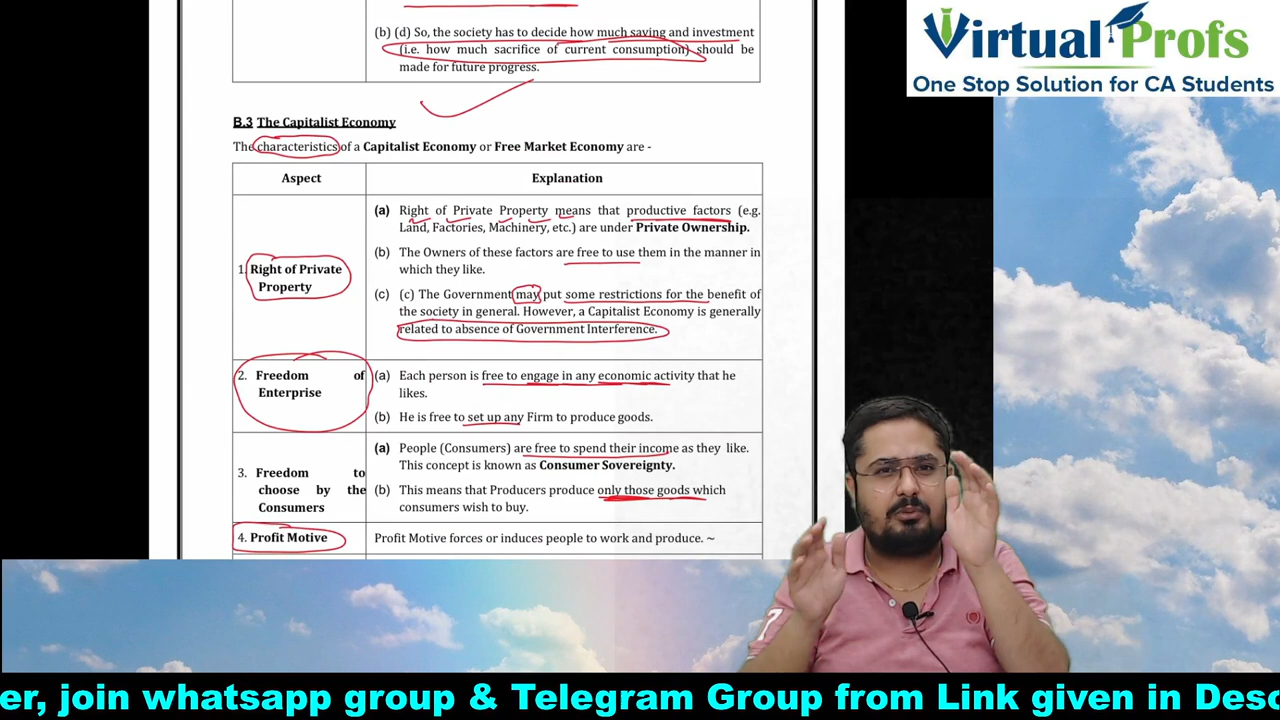 (b) (d) So, the society has to decide how much saving and investment
(i.e. how much sacrifice of current consumption) should be
made for future progress.
Virtual Profs
One Stop Solution for CA Students
B.3 The Capitalist Economy
The characteristics of a Capitalist Economy or Free Market Economy are -
Aspect
Explanation
1. Right of Private
Property
(a) Right of Private Property means that productive factors (e.g.
Land, Factories, Machinery, etc.) are under Private Ownership.
(b) The Owners of these factors are free to use them in the manner in
which they like.
(c) (c) The Government may put some restrictions for the benefit of
the society in general. However, a Capitalist Economy is generally
related to absence of Government Interference.
2. Freedom of
Enterprise
(a) Each person is free to engage in any economic activity that he
likes.
(b) He is free to set up any Firm to produce goods.
3. Freedom to
choose by the
Consumers
(a) People (Consumers) are free to spend their income as they like.
This concept is known as Consumer Sovereignty.
(b) This means that Producers produce only those goods which
consumers wish to buy.
4. Profit Motive
Profit Motive forces or induces people to work and produce. ~
er, join whatsapp group & Telegram Group from Link given in Desc